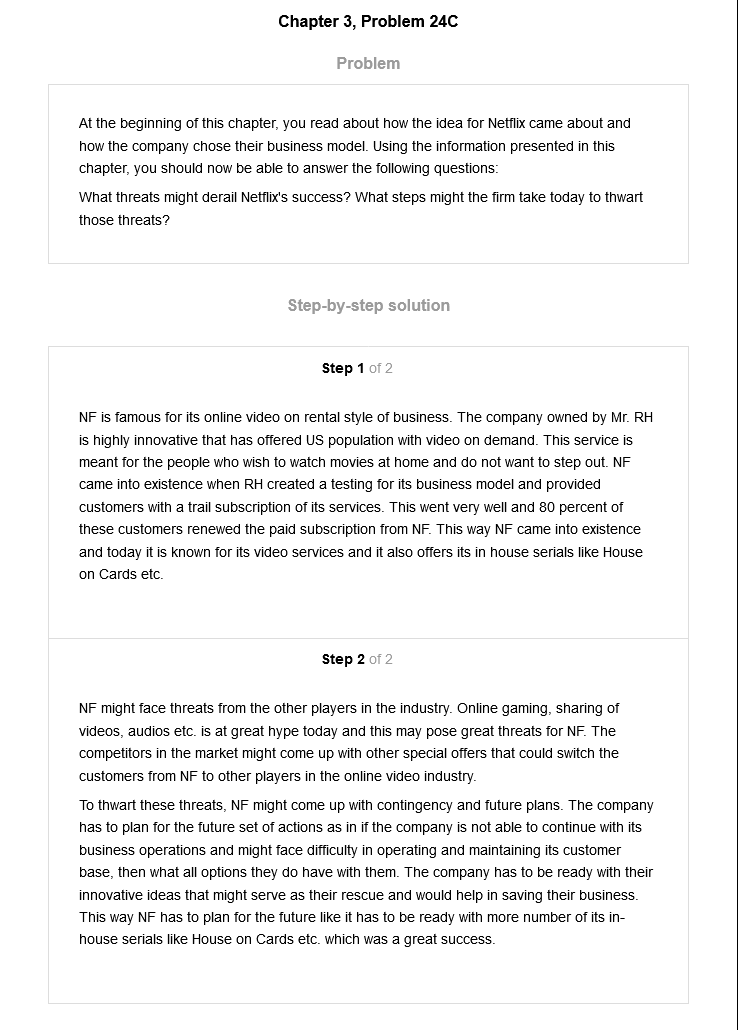 Chapter 3, Problem 24C
Problem
At the beginning of this chapter, you read about how the idea for Netflix came about and
how the company chose their business model. Using the information presented in this
chapter, you should now be able to answer the following questions:
What threats might derail Netflix's success? What steps might the firm take today to thwart
those threats?
Step-by-step solution
Step 1 of 2
NF is famous for its online video on rental style of business. The company owned by Mr. RH
is highly innovative that has offered US population with video on demand. This service is
meant for the people who wish to watch movies at home and do not want to step out. NF
came into existence when RH created a testing for its business model and provided
customers with a trail subscription of its services. This went very well and 80 percent of
these customers renewed the paid subscription from NF. This way NF came into existence
and today it is known for its video services and it also offers its in house serials like House
on Cards etc.
Step 2 of 2
NF might face threats from the other players in the industry. Online gaming, sharing of
videos, audios etc. is at great hype today and this may pose great threats for NF. The
competitors in the market might come up with other special offers that could switch the
customers from NF to other players in the online video industry.
To thwart these threats, NF might come up with contingency and future plans. The company
has to plan for the future set of actions as in if the company is not able to continue with its
business operations and might face difficulty in operating and maintaining its customer
base, then what all options they do have with them. The company has to be ready with their
innovative ideas that might serve as their rescue and would help in saving their business.
This way NF has to plan for the future like it has to be ready with more number of its in-
house serials like House on Cards etc. which was a great success.